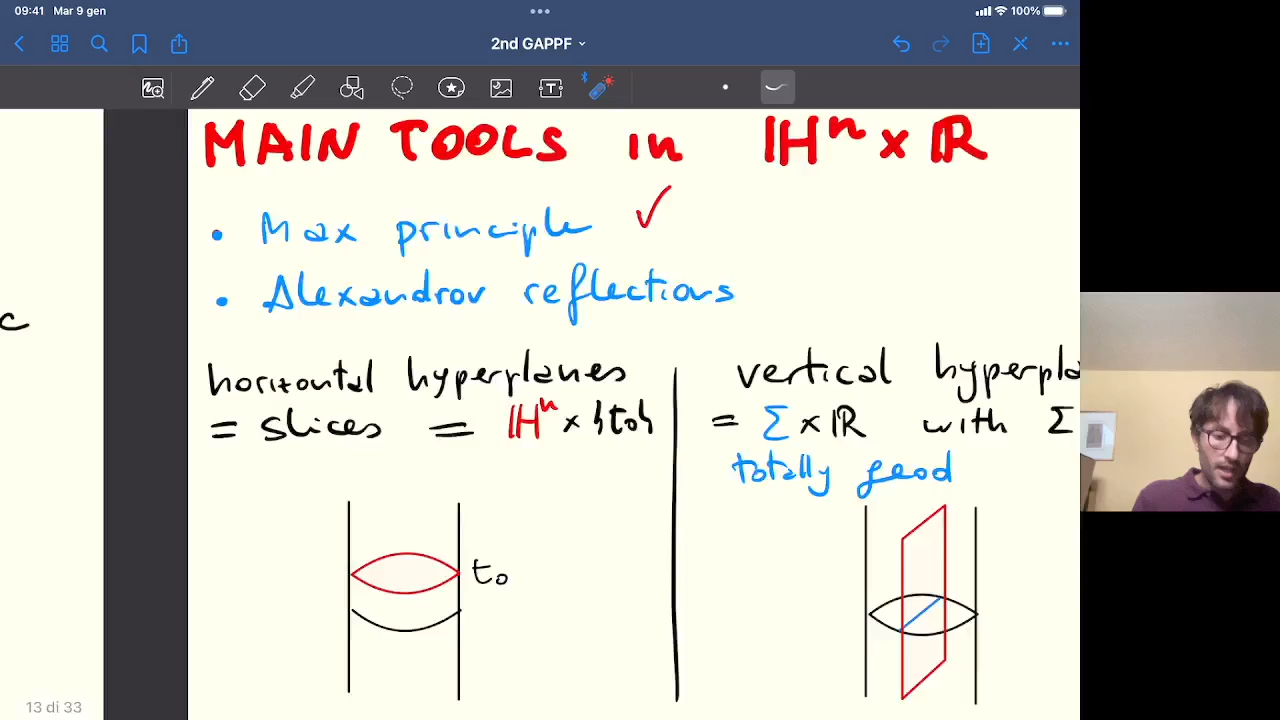 09:41 Mar 9 gen
100%
2nd GAPPF
MAIN TOOLS in ℍⁿ × ℝ
• Max principle ✓
• Alexandrov reflections
c
horizontal hyperplanes
= slices = ℍⁿ × {t₀}
vertical hyperpla
= Σ × ℝ with Σ
totally geod
t₀
13 di 33